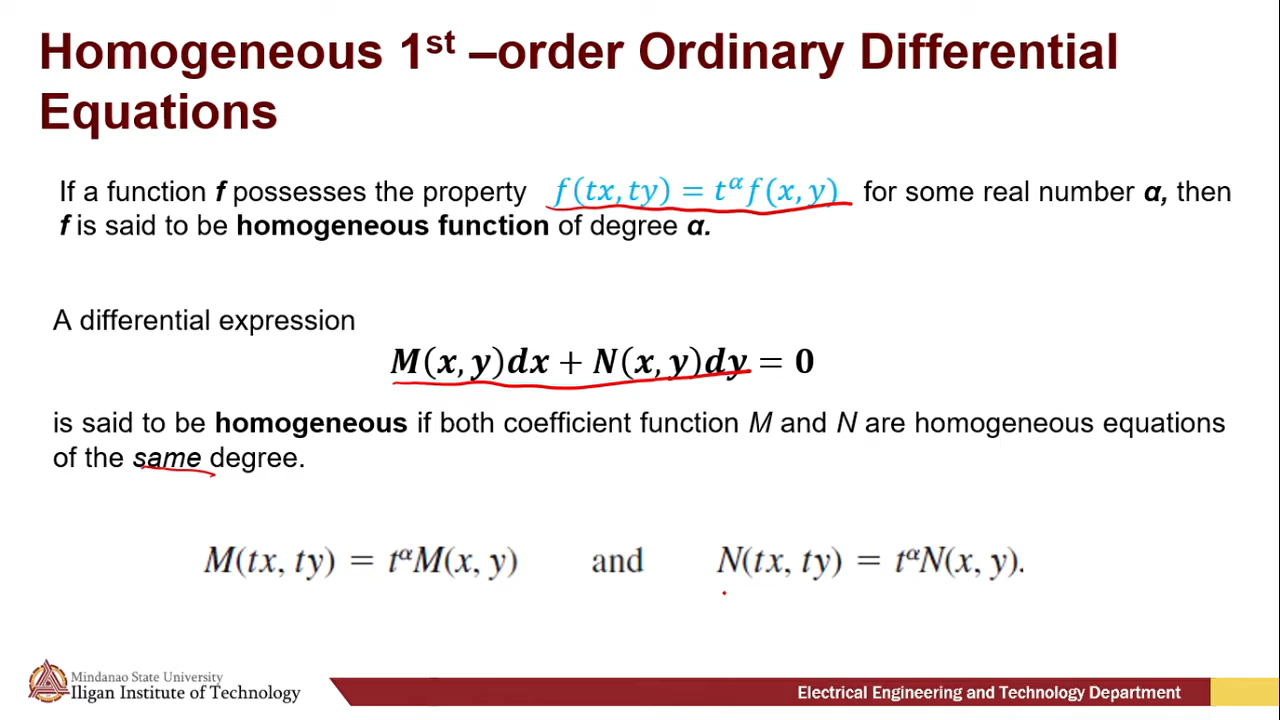 Homogeneous 1st –order Ordinary Differential
Equations
If a function f possesses the property f(tx, ty) = t^α f(x, y) for some real number α, then
f is said to be homogeneous function of degree α.
A differential expression
M(x, y)dx + N(x, y)dy = 0
is said to be homogeneous if both coefficient function M and N are homogeneous equations
of the same degree.
M(tx, ty) = t^α M(x, y) and N(tx, ty) = t^α N(x, y).
Mindanao State University
Iligan Institute of Technology
Electrical Engineering and Technology Department